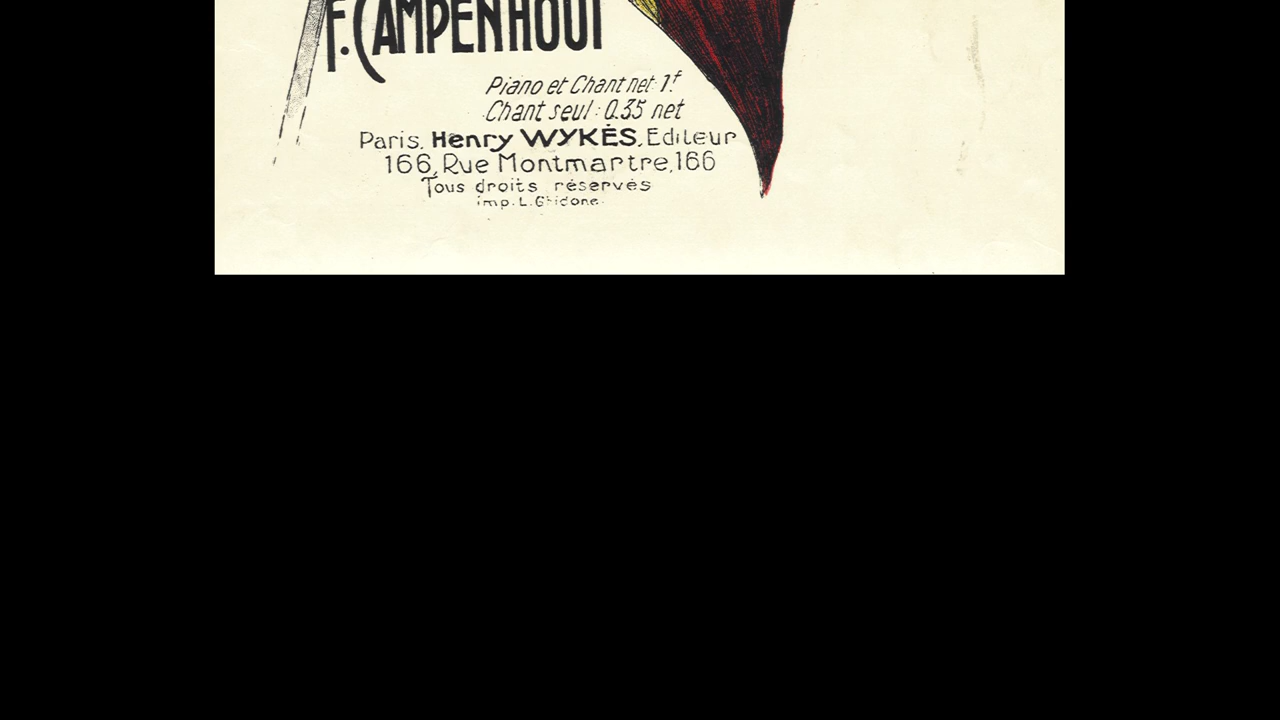 F. CAMPENHOUT
Piano et Chant net: 1f
Chant seul: 0.35 net
Paris, Henry WYKES, Editeur
166, Rue Montmartre, 166
Tous droits réservés
imp. L. Ghidone.